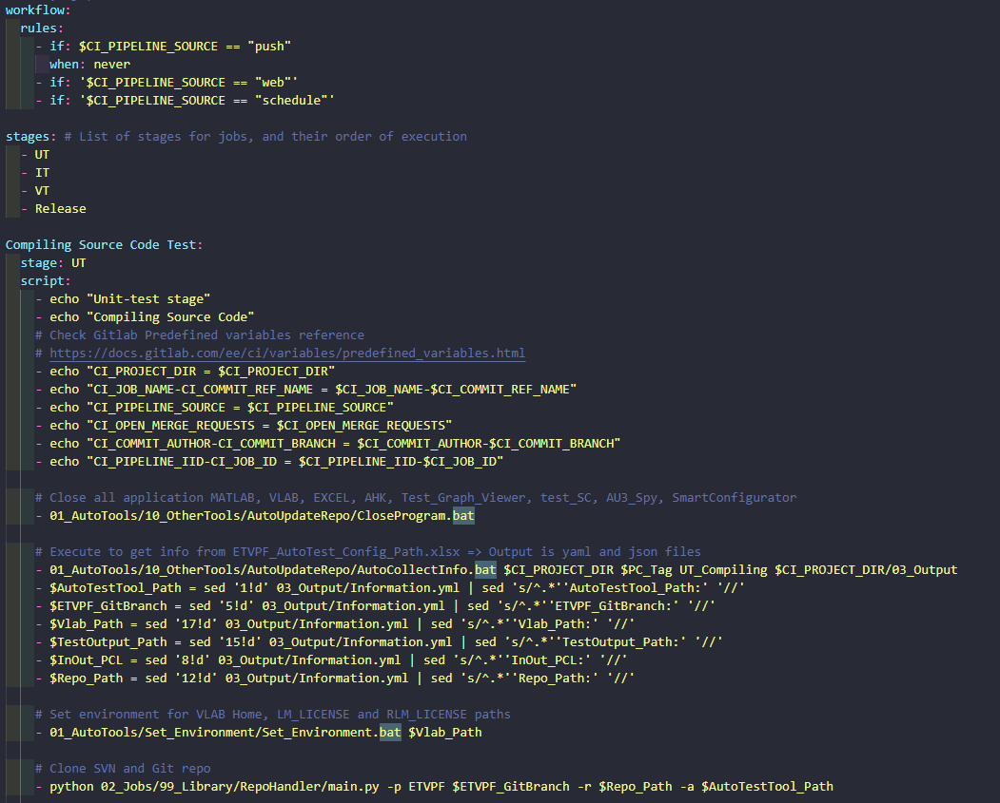 workflow:
rules:
- if: $CI_PIPELINE_SOURCE == "push"
when: never
- if: '$CI_PIPELINE_SOURCE == "web"'
- if: '$CI_PIPELINE_SOURCE == "schedule"'
stages: # List of stages for jobs, and their order of execution
- UT
- IT
- VT
- Release
Compiling Source Code Test:
stage: UT
script:
- echo "Unit-test stage"
- echo "Compiling Source Code"
# Check Gitlab Predefined variables reference
# https://docs.gitlab.com/ee/ci/variables/predefined_variables.html
- echo "CI_PROJECT_DIR = $CI_PROJECT_DIR"
- echo "CI_JOB_NAME-CI_COMMIT_REF_NAME = $CI_JOB_NAME-$CI_COMMIT_REF_NAME"
- echo "CI_PIPELINE_SOURCE = $CI_PIPELINE_SOURCE"
- echo "CI_OPEN_MERGE_REQUESTS = $CI_OPEN_MERGE_REQUESTS"
- echo "CI_COMMIT_AUTHOR-CI_COMMIT_BRANCH = $CI_COMMIT_AUTHOR-$CI_COMMIT_BRANCH"
- echo "CI_PIPELINE_IID-CI_JOB_ID = $CI_PIPELINE_IID-$CI_JOB_ID"
# Close all application MATLAB, VLAB, EXCEL, AHK, Test_Graph_Viewer, test_SC, AU3_Spy, SmartConfigurator
- 01_AutoTools/10_OtherTools/AutoUpdateRepo/CloseProgram.bat
# Execute to get info from ETVPF_AutoTest_Config_Path.xlsx => Output is yaml and json files
- 01_AutoTools/10_OtherTools/AutoUpdateRepo/AutoCollectInfo.bat $CI_PROJECT_DIR $PC_Tag UT_Compiling $CI_PROJECT_DIR/03_Output
- $AutoTestTool_Path = sed '1!d' 03_Output/Information.yml | sed 's/^.*''AutoTestTool_Path:' '//'
- $ETVPF_GitBranch = sed '5!d' 03_Output/Information.yml | sed 's/^.*''ETVPF_GitBranch:' '//'
- $Vlab_Path = sed '17!d' 03_Output/Information.yml | sed 's/^.*''Vlab_Path:' '//'
- $TestOutput_Path = sed '15!d' 03_Output/Information.yml | sed 's/^.*''TestOutput_Path:' '//'
- $InOut_PCL = sed '8!d' 03_Output/Information.yml | sed 's/^.*''InOut_PCL:' '//'
- $Repo_Path = sed '12!d' 03_Output/Information.yml | sed 's/^.*''Repo_Path:' '//'
# Set environment for VLAB Home, LM_LICENSE and RLM_LICENSE paths
- 01_AutoTools/Set_Environment/Set_Environment.bat $Vlab_Path
# Clone SVN and Git repo
- python 02_Jobs/99_Library/RepoHandler/main.py -p ETVPF $ETVPF_GitBranch -r $Repo_Path -a $AutoTestTool_Path